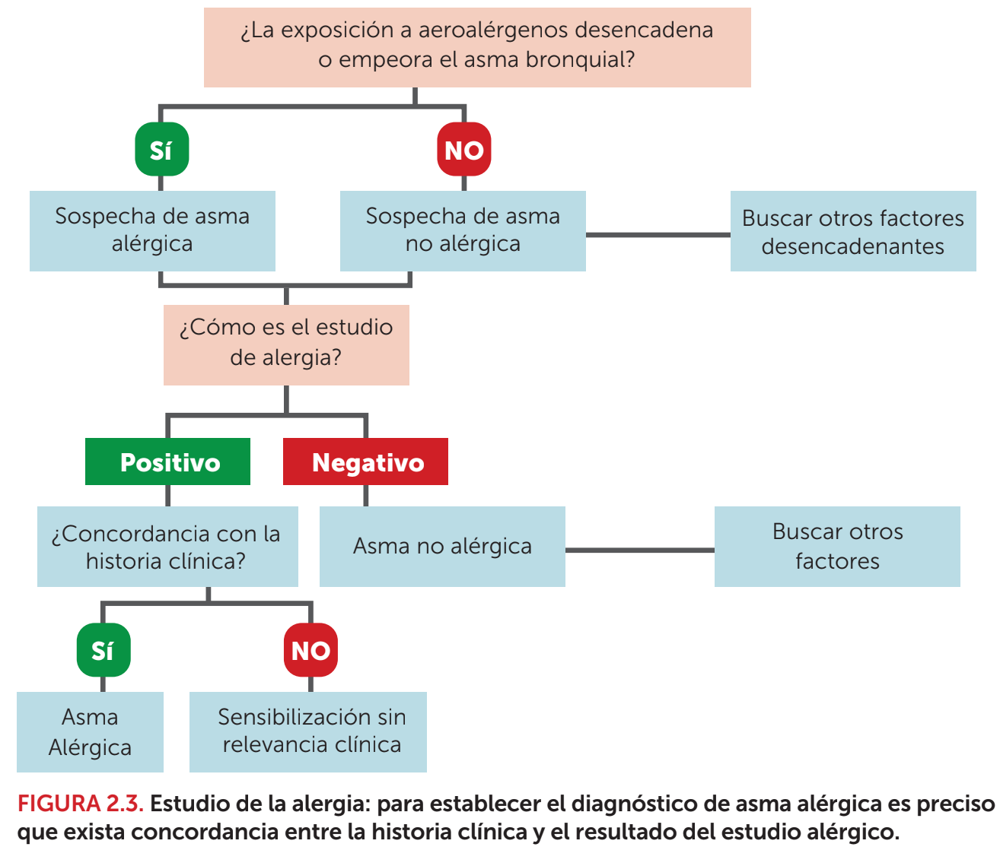 ¿La exposición a aeroalérgenos desencadena
o empeora el asma bronquial?
Sí
NO
Sospecha de asma
alérgica
Sospecha de asma
no alérgica
Buscar otros factores
desencadenantes
¿Cómo es el estudio
de alergia?
Positivo
Negativo
¿Concordancia con la
historia clínica?
Asma no alérgica
Buscar otros
factores
Sí
NO
Asma
Alérgica
Sensibilización sin
relevancia clínica
FIGURA 2.3. Estudio de la alergia: para establecer el diagnóstico de asma alérgica es preciso
que exista concordancia entre la historia clínica y el resultado del estudio alérgico.